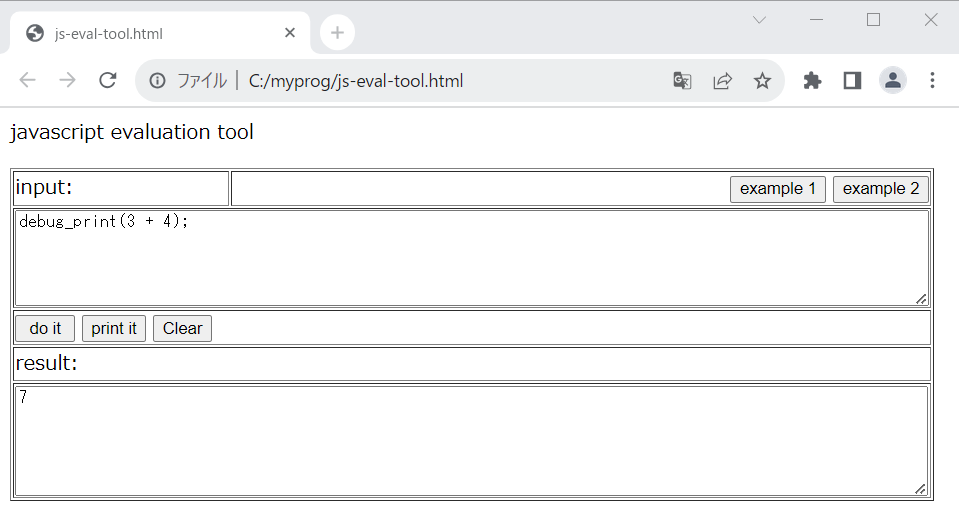 js-eval-tool.html
ファイル | C:/myprog/js-eval-tool.html
javascript evaluation tool
input: example 1 example 2
debug_print(3 + 4);
do it print it Clear
result:
7